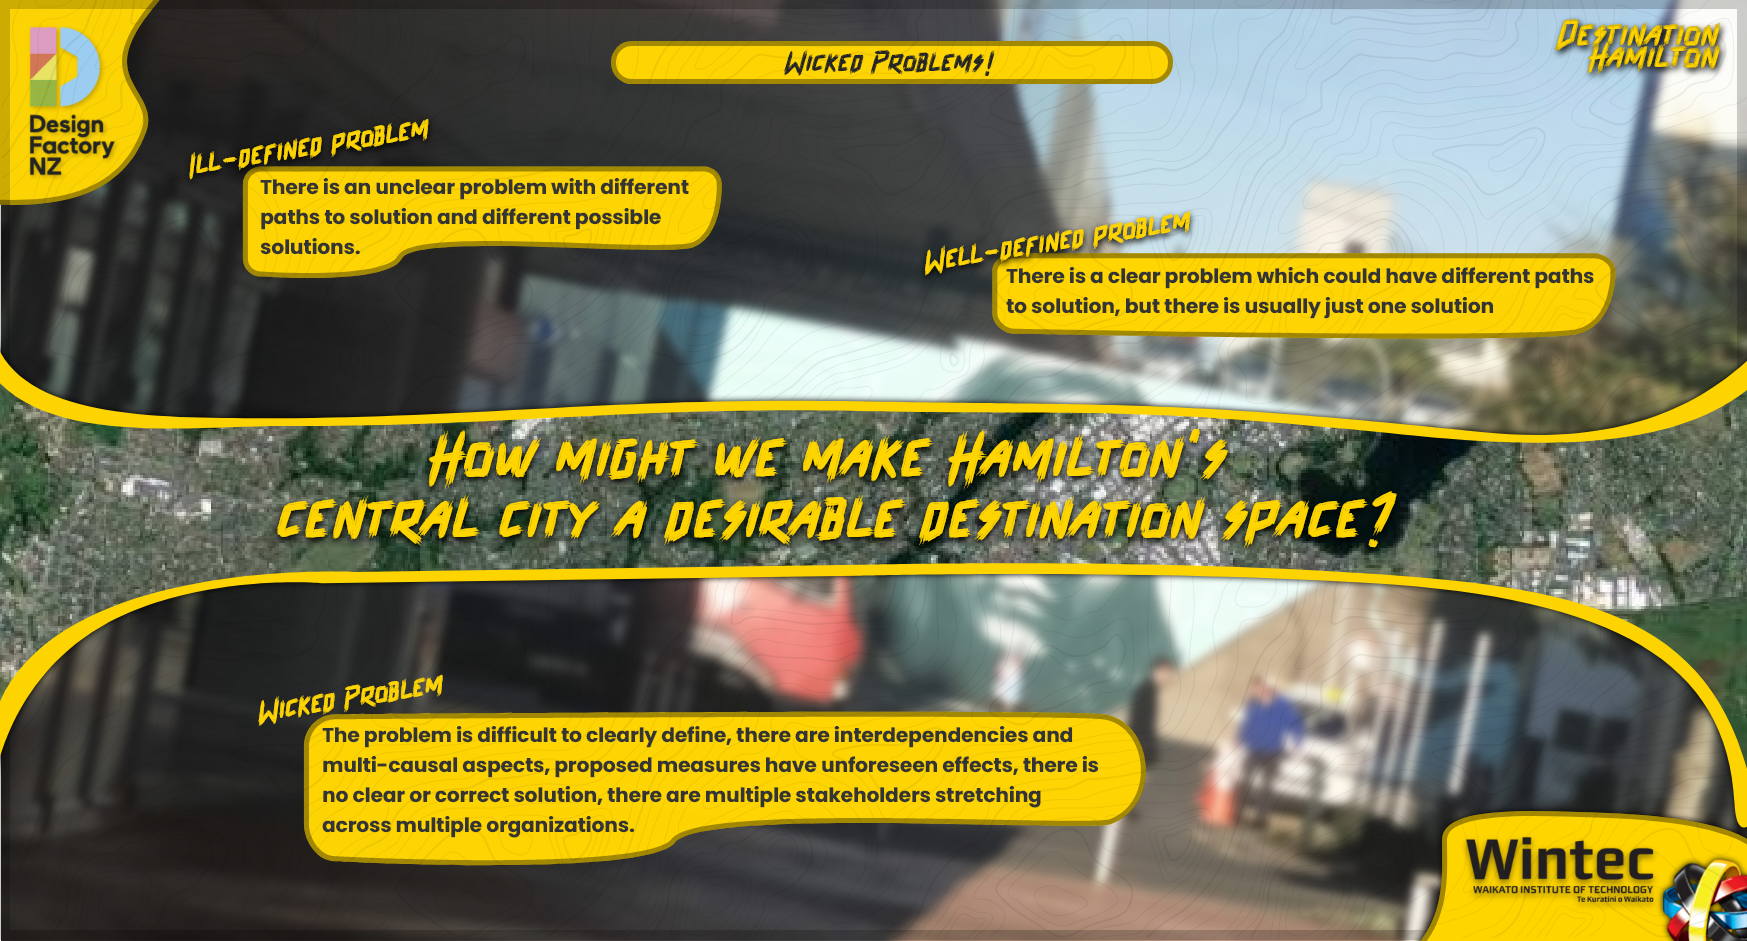 Design
Factory
NZ
Wicked Problems!
Destination
Hamilton
Ill-defined problem
There is an unclear problem with different
paths to solution and different possible
solutions.
Well-defined problem
There is a clear problem which could have different paths
to solution, but there is usually just one solution
How might we make Hamilton's
central city a desirable destination space?
Wicked Problem
The problem is difficult to clearly define, there are interdependencies and
multi-causal aspects, proposed measures have unforeseen effects, there is
no clear or correct solution, there are multiple stakeholders stretching
across multiple organizations.
Wintec
WAIKATO INSTITUTE OF TECHNOLOGY
Te Kuratini o Waikato